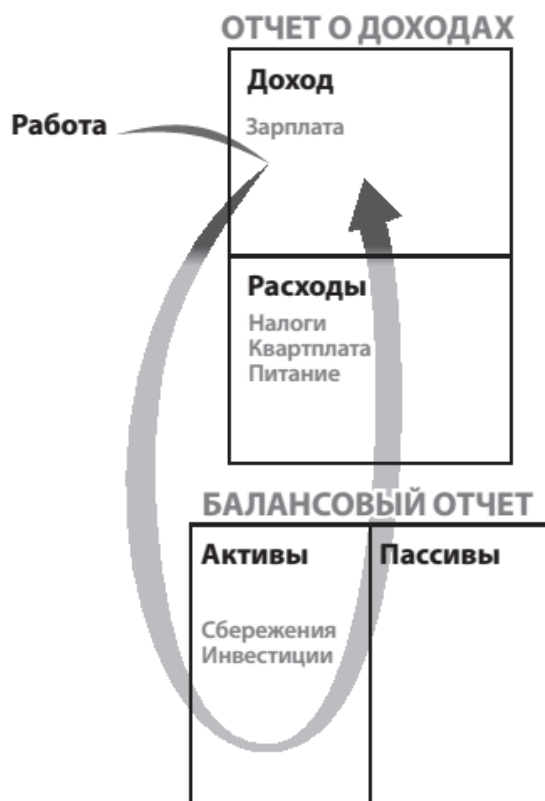 ОТЧЕТ О ДОХОДАХ
Доход
Работа
Зарплата
Расходы
Налоги
Квартплата
Питание
БАЛАНСОВЫЙ ОТЧЕТ
Активы
Пассивы
Сбережения
Инвестиции